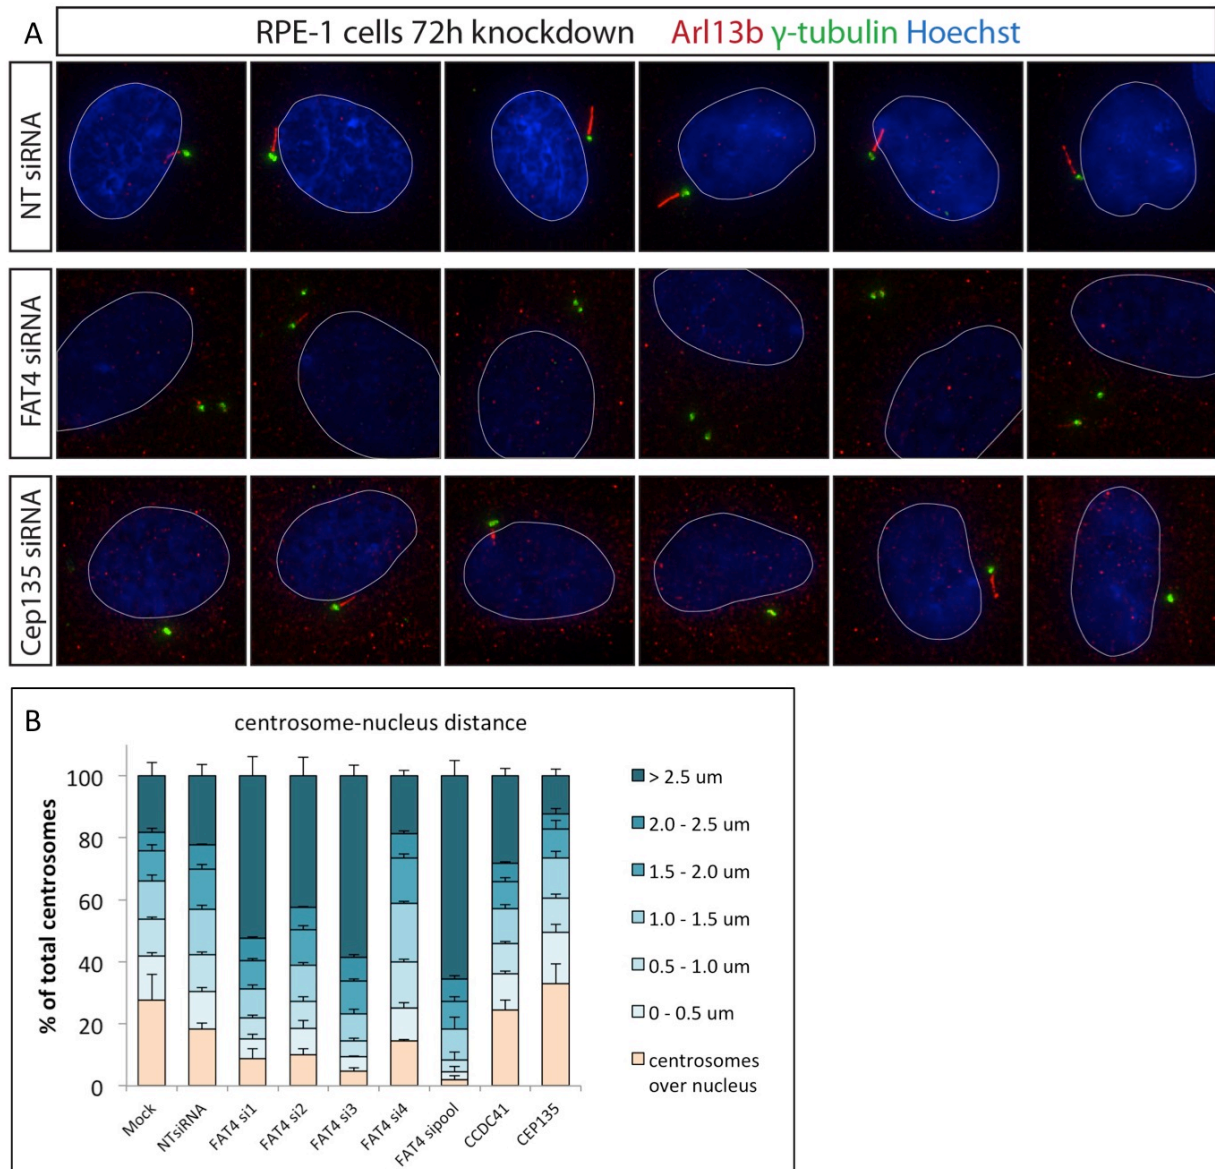 A
RPE-1 cells 72h knockdown Arl13b γ-tubulin Hoechst
NT siRNA
FAT4 siRNA
Cep135 siRNA
B
centrosome-nucleus distance
% of total centrosomes
100
80
60
40
20
0
Mock
NTsiRNA
FAT4 si1
FAT4 si2
FAT4 si3
FAT4 si4
FAT4 sipool
CCDC41
CEP135
> 2.5 um
2.0 - 2.5 um
1.5 - 2.0 um
1.0 - 1.5 um
0.5 - 1.0 um
0 - 0.5 um
centrosomes
over nucleus